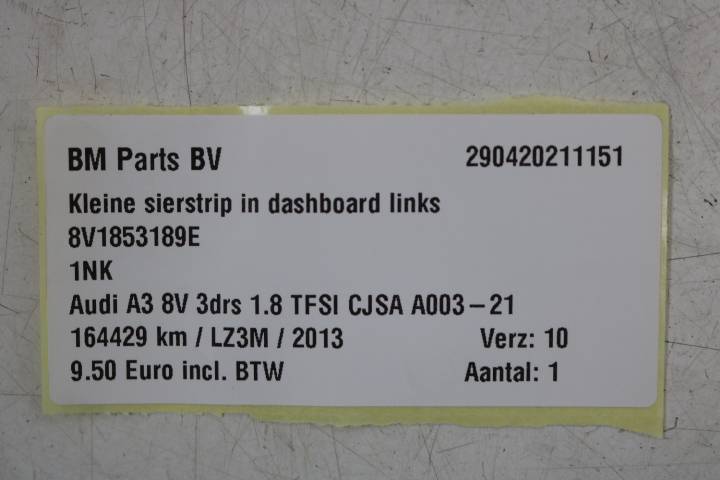 BM Parts BV 290420211151
Kleine sierstrip in dashboard links
8V1853189E
1NK
Audi A3 8V 3drs 1.8 TFSI CJSA A003-21
164429 km / LZ3M / 2013 Verz: 10
9.50 Euro incl. BTW Aantal: 1